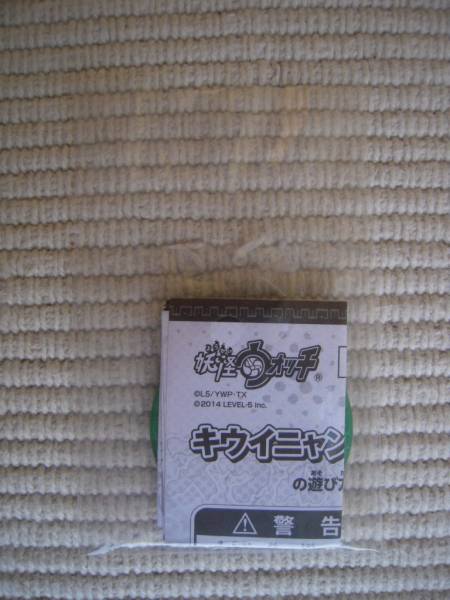 妖怪ウォッチ®
©L5/YWP・TX
©2014 LEVEL-5 Inc.
キウイニャン
の遊び
⚠ 警告